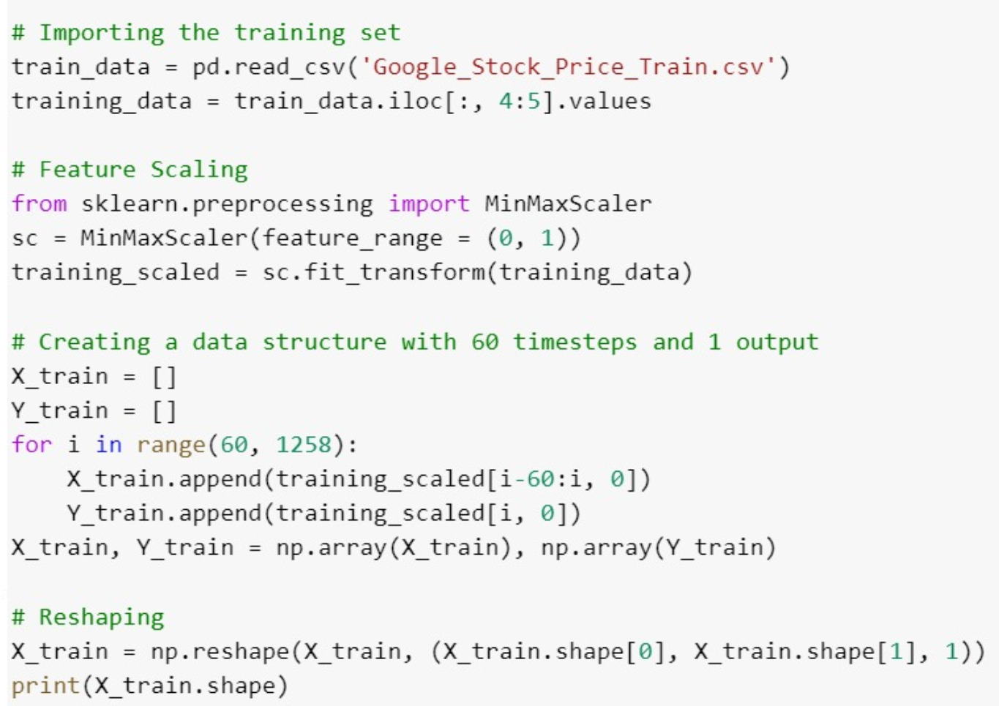 # Importing the training set
train_data = pd.read_csv('Google_Stock_Price_Train.csv')
training_data = train_data.iloc[:, 4:5].values
# Feature Scaling
from sklearn.preprocessing import MinMaxScaler
sc = MinMaxScaler(feature_range = (0, 1))
training_scaled = sc.fit_transform(training_data)
# Creating a data structure with 60 timesteps and 1 output
X_train = []
Y_train = []
for i in range(60, 1258):
    X_train.append(training_scaled[i-60:i, 0])
    Y_train.append(training_scaled[i, 0])
X_train, Y_train = np.array(X_train), np.array(Y_train)
# Reshaping
X_train = np.reshape(X_train, (X_train.shape[0], X_train.shape[1], 1))
print(X_train.shape)